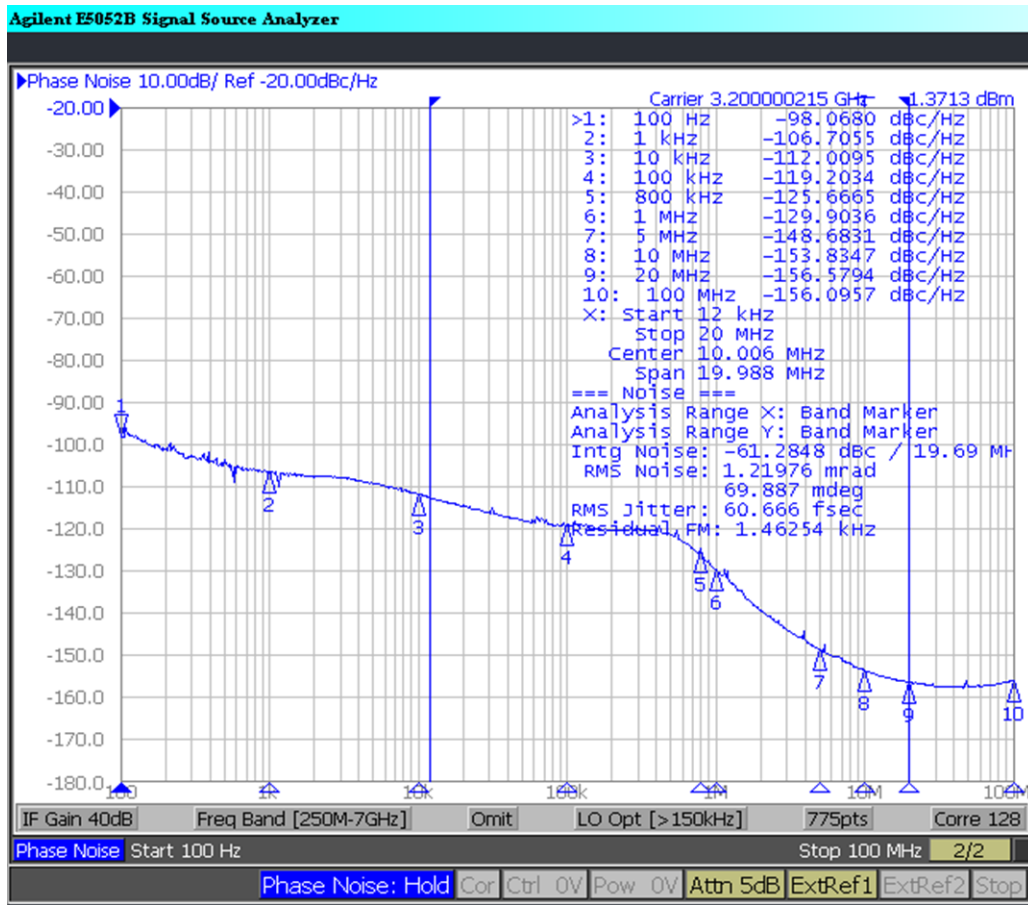 Agilent E5052B Signal Source Analyzer
▶Phase Noise 10.00dB/ Ref -20.00dBc/Hz
Carrier 3.200000215 GHz 1.3713 dBm
>1: 100 Hz -98.0680 dBc/Hz
2: 1 kHz -106.7055 dBc/Hz
3: 10 kHz -112.0095 dBc/Hz
4: 100 kHz -119.2034 dBc/Hz
5: 800 kHz -125.6665 dBc/Hz
6: 1 MHz -129.9036 dBc/Hz
7: 5 MHz -148.6831 dBc/Hz
8: 10 MHz -153.8347 dBc/Hz
9: 20 MHz -156.5794 dBc/Hz
10: 100 MHz -156.0957 dBc/Hz
X: Start 12 kHz
Stop 20 MHz
Center 10.006 MHz
Span 19.988 MHz
=== Noise ===
Analysis Range X: Band Marker
Analysis Range Y: Band Marker
Intg Noise: -61.2848 dBc / 19.69 MH
RMS Noise: 1.21976 mrad
69.887 mdeg
RMS Jitter: 60.666 fsec
Residual FM: 1.46254 kHz
-20.00
-30.00
-40.00
-50.00
-60.00
-70.00
-80.00
-90.00
-100.0
-110.0
-120.0
-130.0
-140.0
-150.0
-160.0
-170.0
-180.0
1
2
3
4
5
6
7
8
9
10
100 1k 10k 100k 1M 10M 100M
IF Gain 40dB Freq Band [250M-7GHz] Omit LO Opt [>150kHz] 775pts Corre 128
Phase Noise Start 100 Hz Stop 100 MHz 2/2
Phase Noise: Hold Cor Ctrl 0V Pow 0V Attn 5dB ExtRef1 ExtRef2 Stop